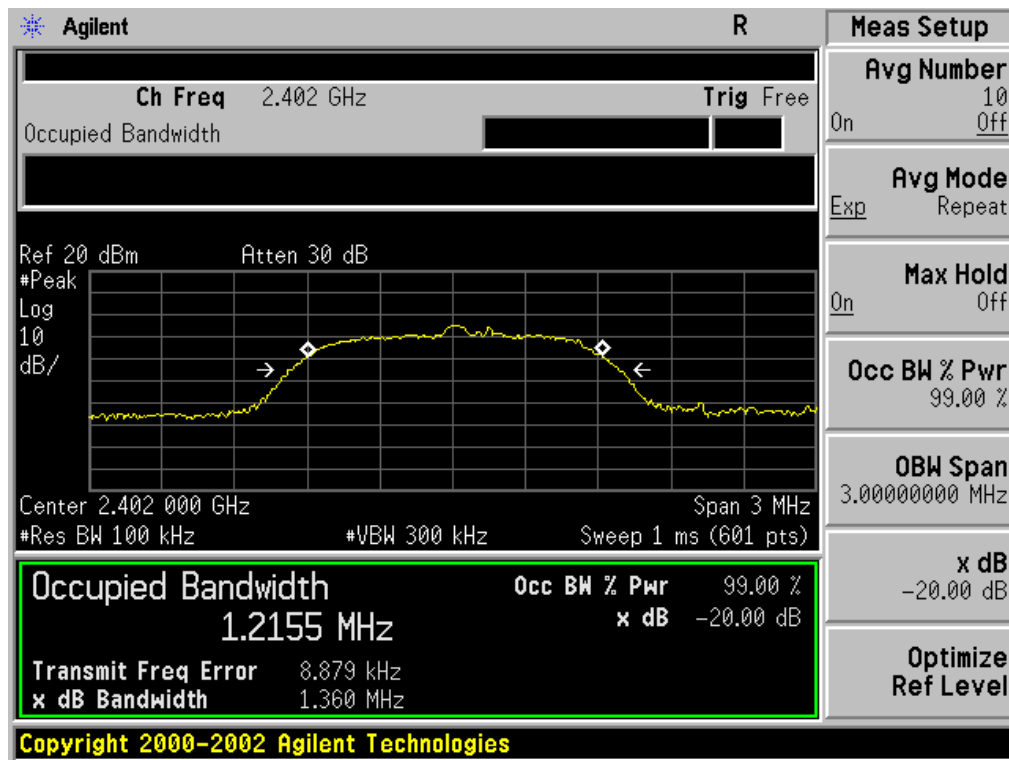 Agilent R Meas Setup
Ch Freq 2.402 GHz Trig Free
Occupied Bandwidth
Ref 20 dBm Atten 30 dB
#Peak
Log
10
dB/
Center 2.402 000 GHz Span 3 MHz
#Res BW 100 kHz #VBW 300 kHz Sweep 1 ms (601 pts)
Occupied Bandwidth Occ BW % Pwr 99.00 %
1.2155 MHz x dB -20.00 dB
Transmit Freq Error 8.879 kHz
x dB Bandwidth 1.360 MHz
Copyright 2000-2002 Agilent Technologies
Avg Number
10
On Off
Avg Mode
Exp Repeat
Max Hold
On Off
Occ BW % Pwr
99.00 %
OBW Span
3.00000000 MHz
x dB
-20.00 dB
Optimize
Ref Level